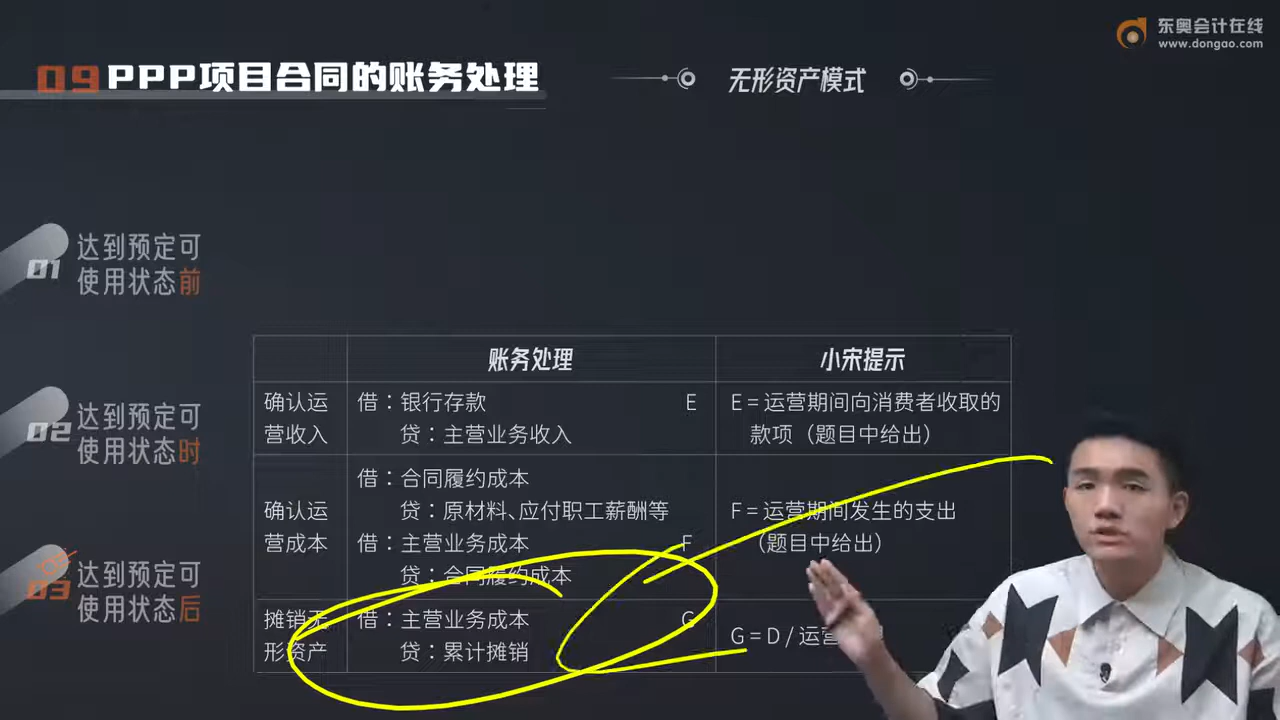 东奥会计在线
www.dongao.com
09 PPP项目合同的账务处理
无形资产模式
01
达到预定可
使用状态前
02
达到预定可
使用状态时
03
达到预定可
使用状态后
账务处理
小宋提示
确认运
营收入
借：银行存款 E
贷：主营业务收入
E＝运营期间向消费者收取的
款项（题目中给出）
确认运
营成本
借：合同履约成本
贷：原材料、应付职工薪酬等
借：主营业务成本 F
贷：合同履约成本
F＝运营期间发生的支出
（题目中给出）
摊销无
形资产
借：主营业务成本 G
贷：累计摊销
G＝D / 运营